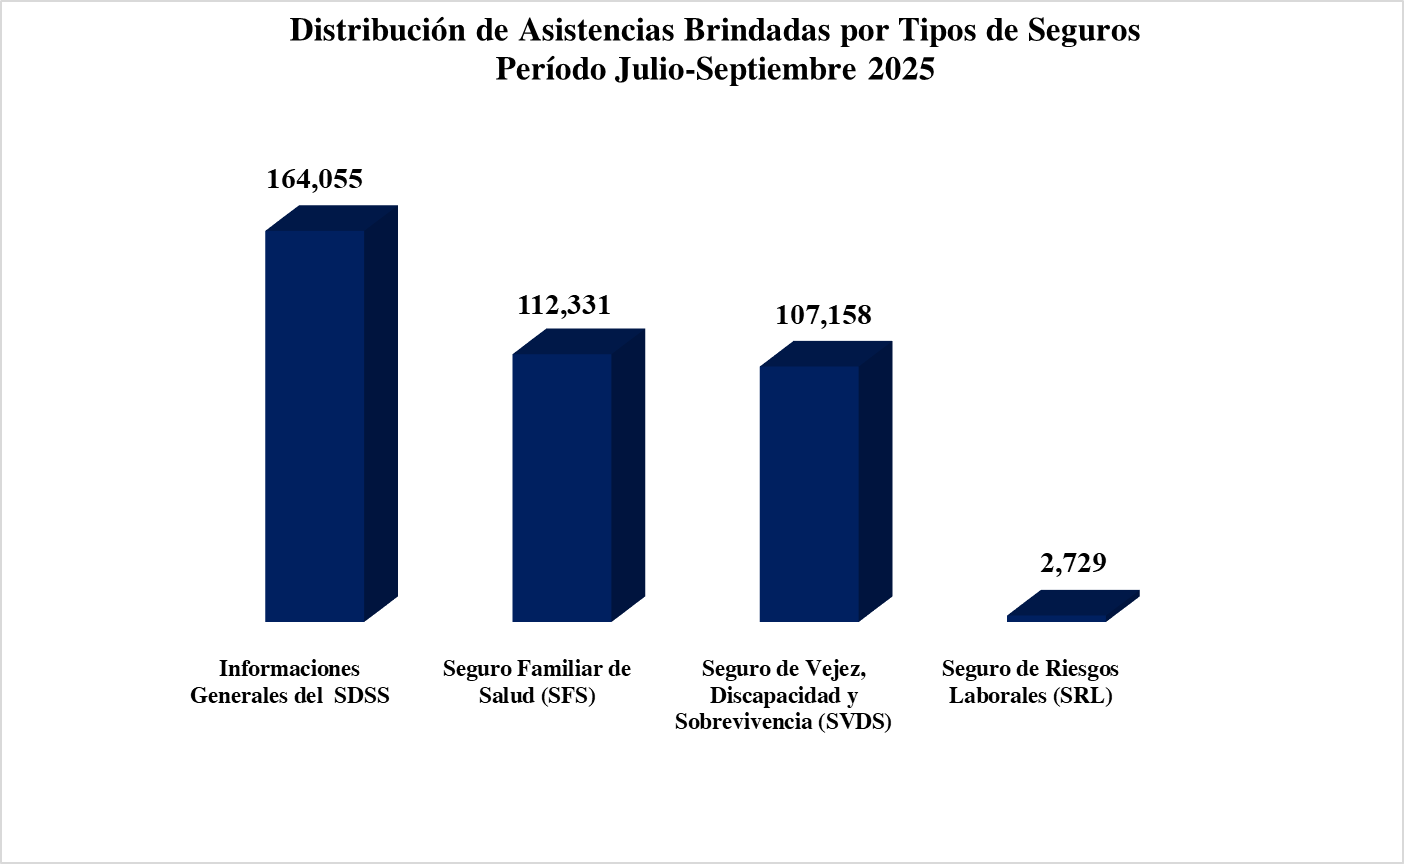 Distribución de Asistencias Brindadas por Tipos de Seguros
Período Julio-Septiembre 2025
164,055
112,331
107,158
2,729
Informaciones
Generales del  SDSS
Seguro Familiar de
Salud (SFS)
Seguro de Vejez,
Discapacidad y
Sobrevivencia (SVDS)
Seguro de Riesgos
Laborales (SRL)